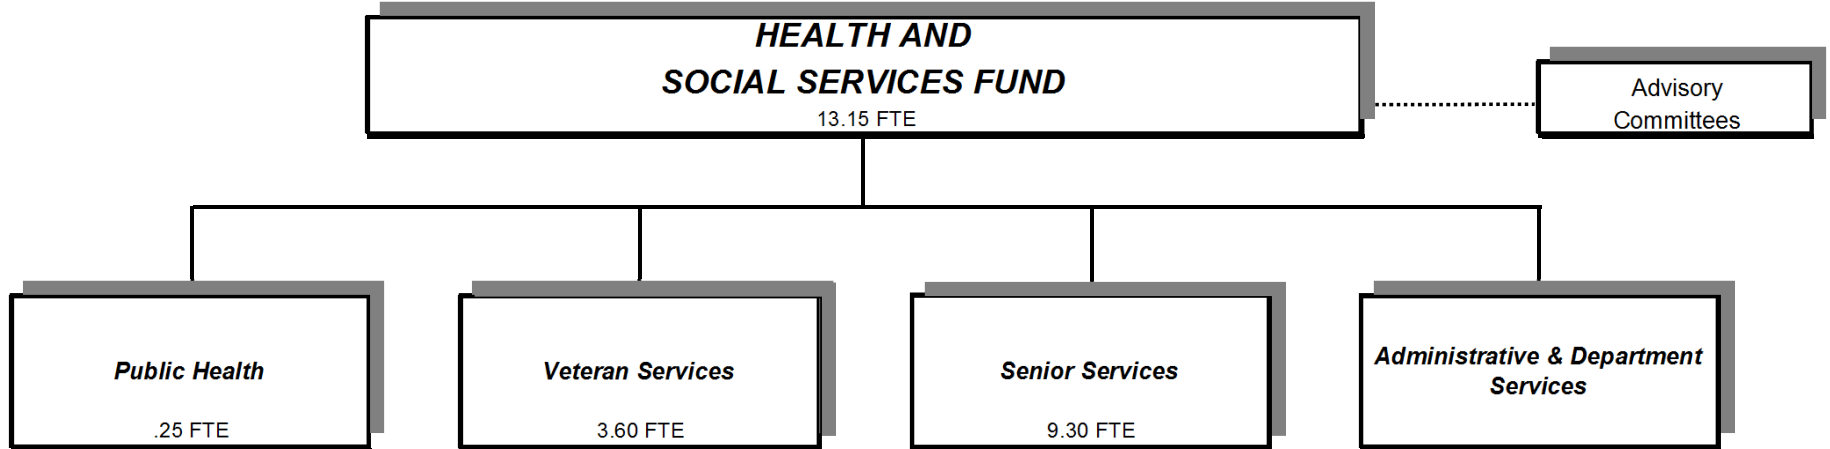 HEALTH AND
SOCIAL SERVICES FUND
13.15 FTE
Advisory
Committees
Public Health
.25 FTE
Veteran Services
3.60 FTE
Senior Services
9.30 FTE
Administrative & Department
Services